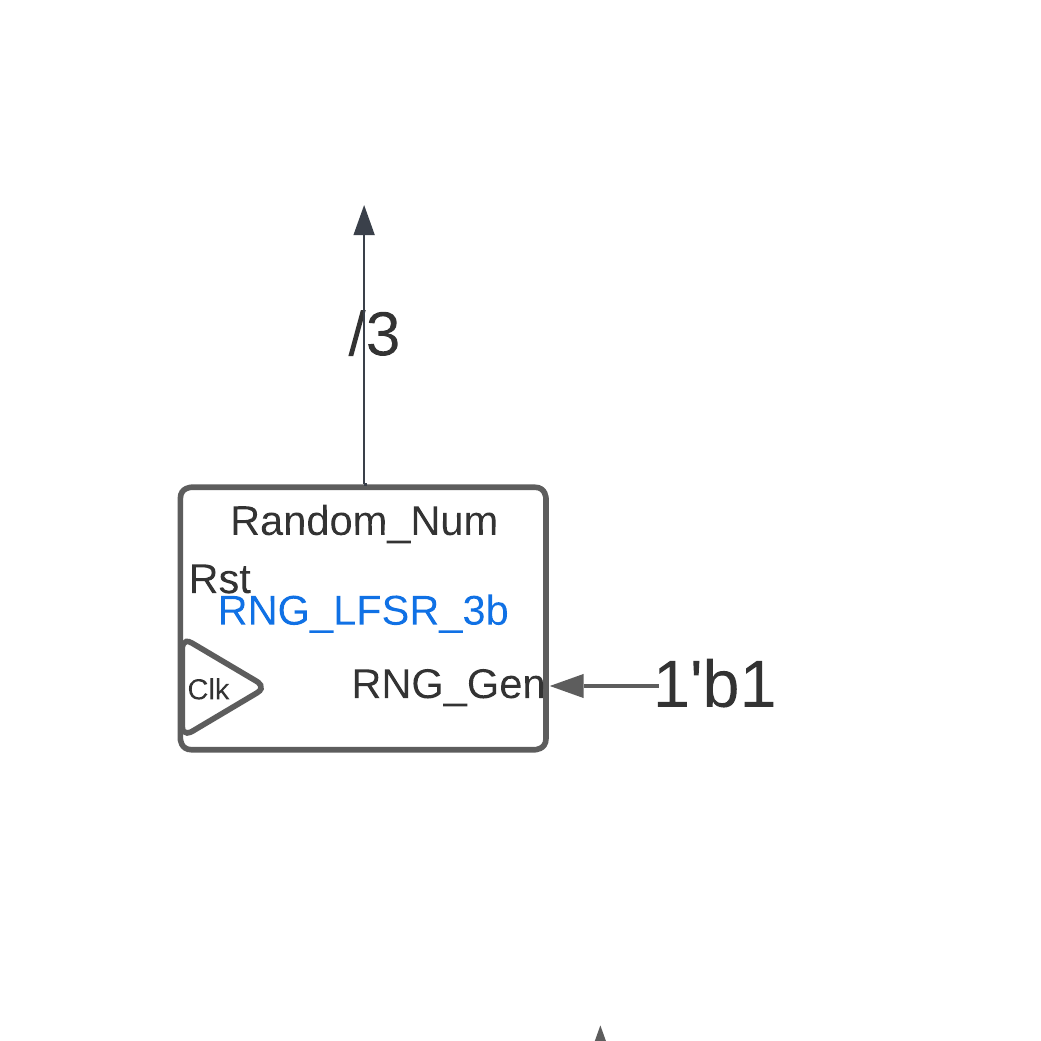 /3
Random_Num
Rst
RNG_LFSR_3b
Clk
RNG_Gen
1'b1